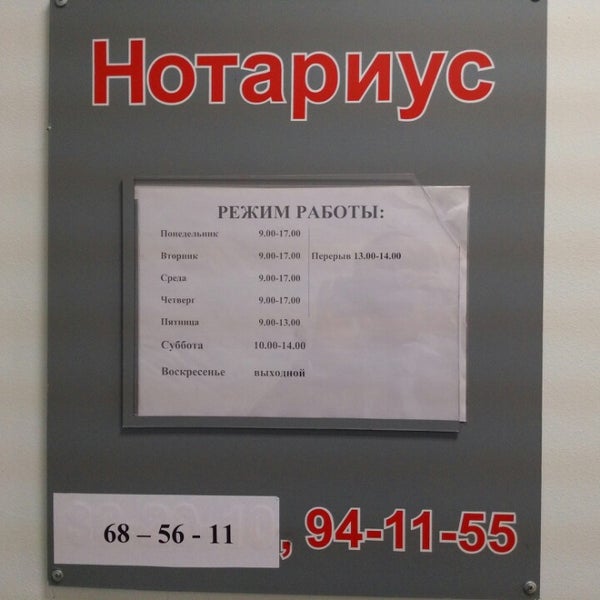 Нотариус
РЕЖИМ РАБОТЫ:
Понедельник 9.00-17.00
Вторник 9.00-17.00 Перерыв 13.00-14.00
Среда 9.00-17.00
Четверг 9.00-17.00
Пятница 9.00-13.00
Суббота 10.00-14.00
Воскресенье выходной
68 – 56 - 11 , 94-11-55